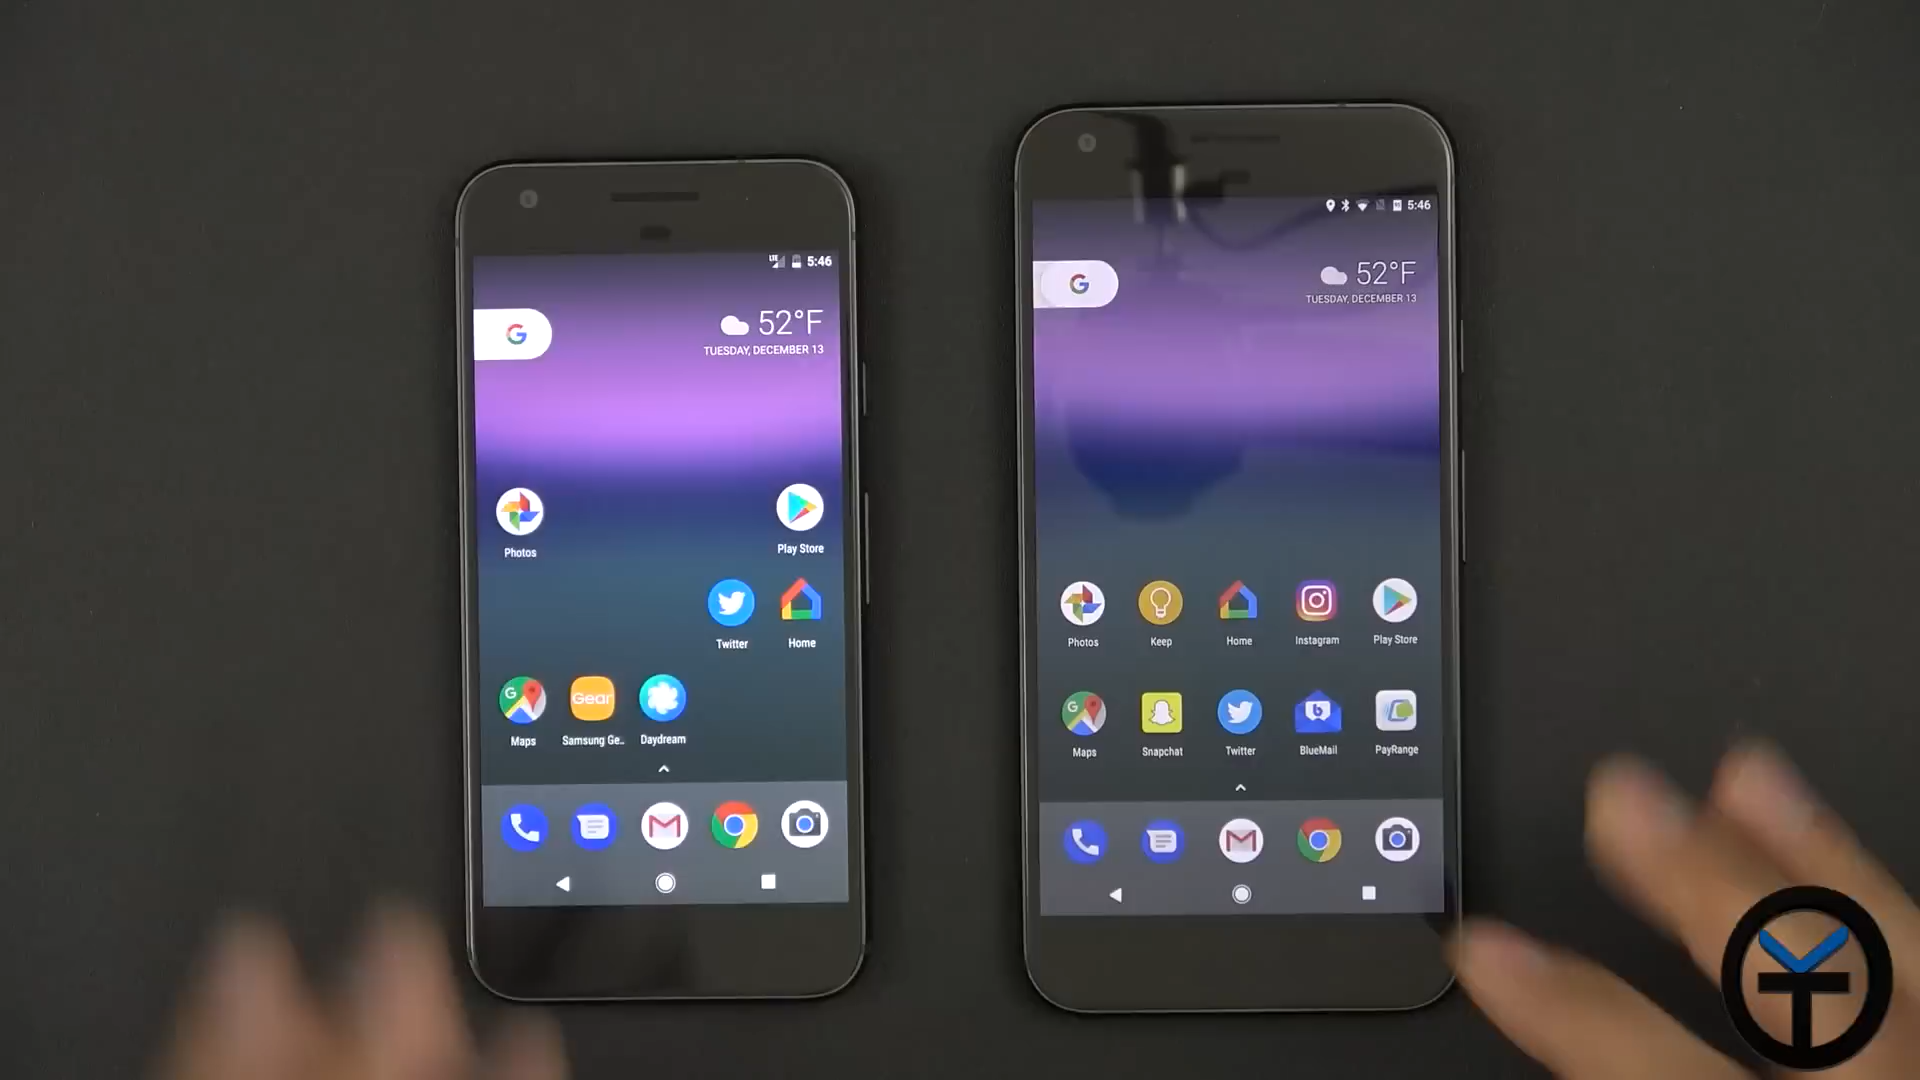 LTE 5:46
G
52°F
TUESDAY, DECEMBER 13
Photos
Play Store
Twitter
Home
G
Gear
Maps
Samsung Ge..
Daydream
5:46
G
52°F
TUESDAY, DECEMBER 13
Photos
Keep
Home
Instagram
Play Store
G
b
Maps
Snapchat
Twitter
BlueMail
PayRange